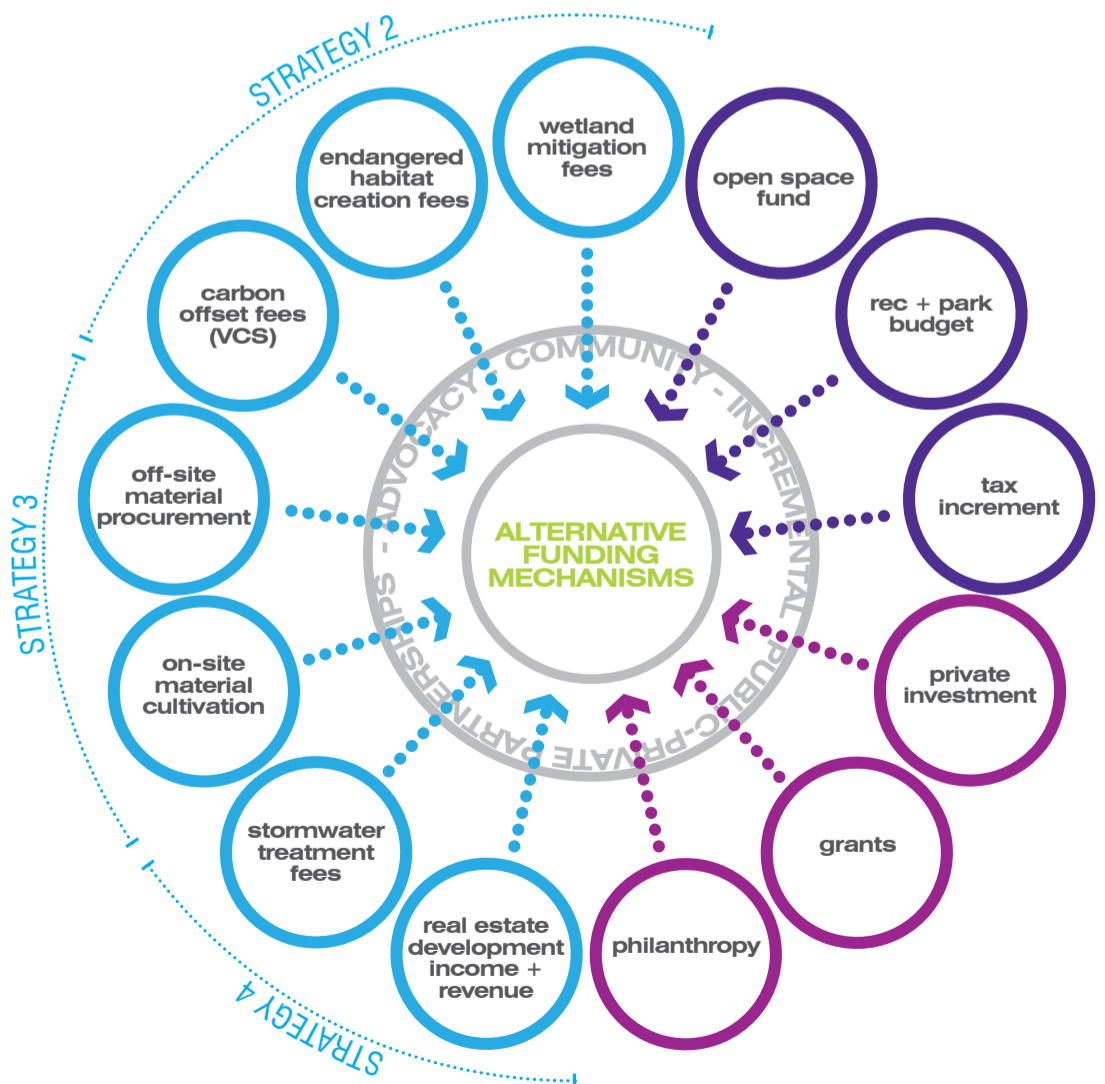 STRATEGY 2
wetland
mitigation
fees
endangered
habitat
creation fees
open space
fund
carbon
offset fees
(VCS)
rec + park
budget
off-site
material
procurement
tax
increment
STRATEGY 3
ADVOCACY - COMMUNITY - INCREMENTAL PUBLIC-PRIVATE PARTNERSHIPS -
ALTERNATIVE
FUNDING
MECHANISMS
on-site
material
cultivation
private
investment
stormwater
treatment
fees
grants
real estate
development
income +
revenue
philanthropy
STRATEGY 4